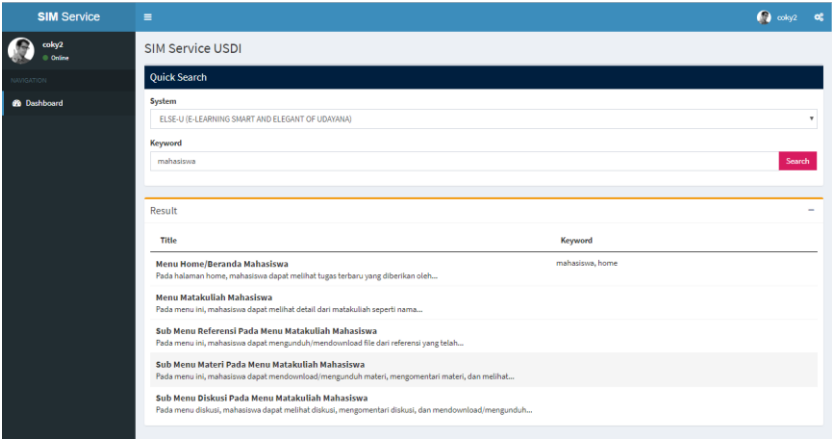 SIM Service
coky2
coky2
Online
NAVIGATION
Dashboard
SIM Service USDI
Quick Search
System
ELSE-U (E-LEARNING SMART AND ELEGANT OF UDAYANA)
Keyword
mahasiswa
Search
Result
Title Keyword
Menu Home/Beranda Mahasiswa mahasiswa, home
Pada halaman home, mahasiswa dapat melihat tugas terbaru yang diberikan oleh...
Menu Matakuliah Mahasiswa
Pada menu ini, mahasiswa dapat melihat detail dari matakuliah seperti nama...
Sub Menu Referensi Pada Menu Matakuliah Mahasiswa
Pada menu ini, mahasiswa dapat mengunduh/mendownload file dari referensi yang telah...
Sub Menu Materi Pada Menu Matakuliah Mahasiswa
Pada menu ini, mahasiswa dapat mendownload/mengunduh materi, mengomentari materi, dan melihat...
Sub Menu Diskusi Pada Menu Matakuliah Mahasiswa
Pada menu diskusi, mahasiswa dapat melihat diskusi, mengomentari diskusi, dan mendownload/mengunduh...